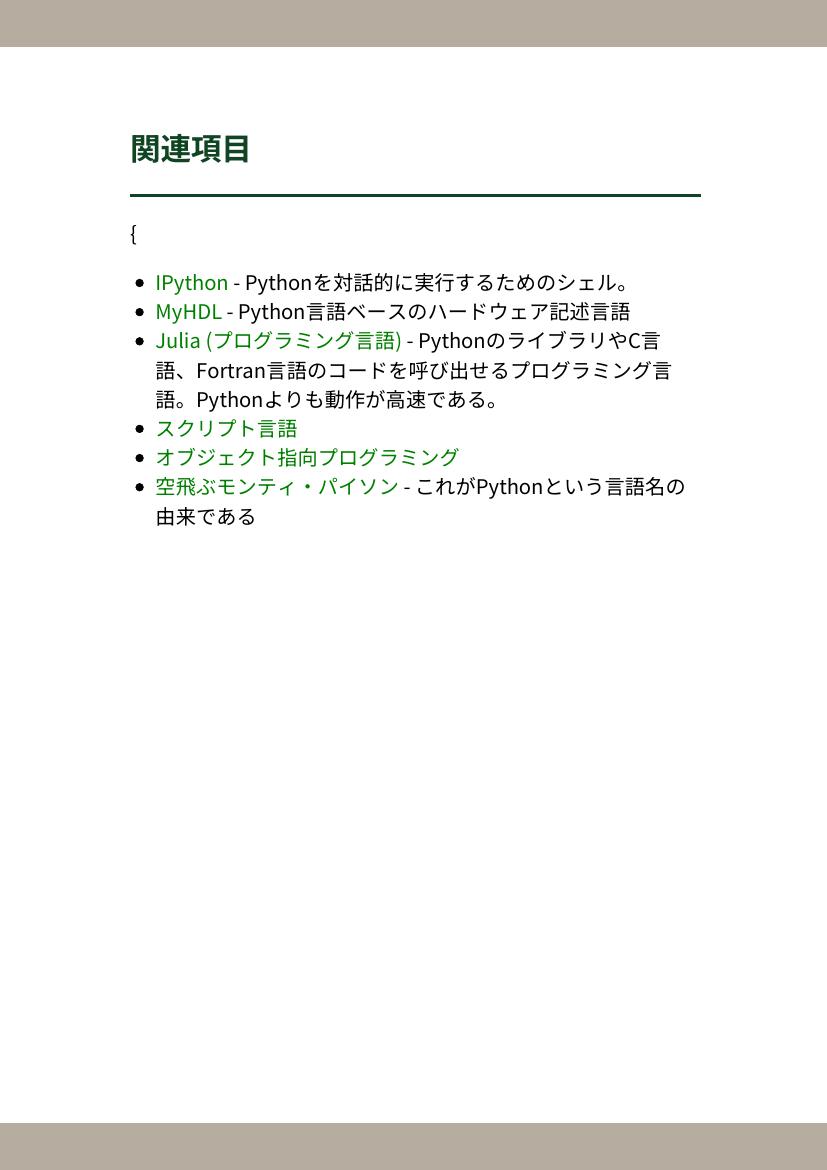 関連項目
{
IPython - Pythonを対話的に実行するためのシェル。
MyHDL - Python言語ベースのハードウェア記述言語
Julia (プログラミング言語) - PythonのライブラリやC言
語、Fortran言語のコードを呼び出せるプログラミング言
語。Pythonよりも動作が高速である。
スクリプト言語
オブジェクト指向プログラミング
空飛ぶモンティ・パイソン - これがPythonという言語名の
由来である